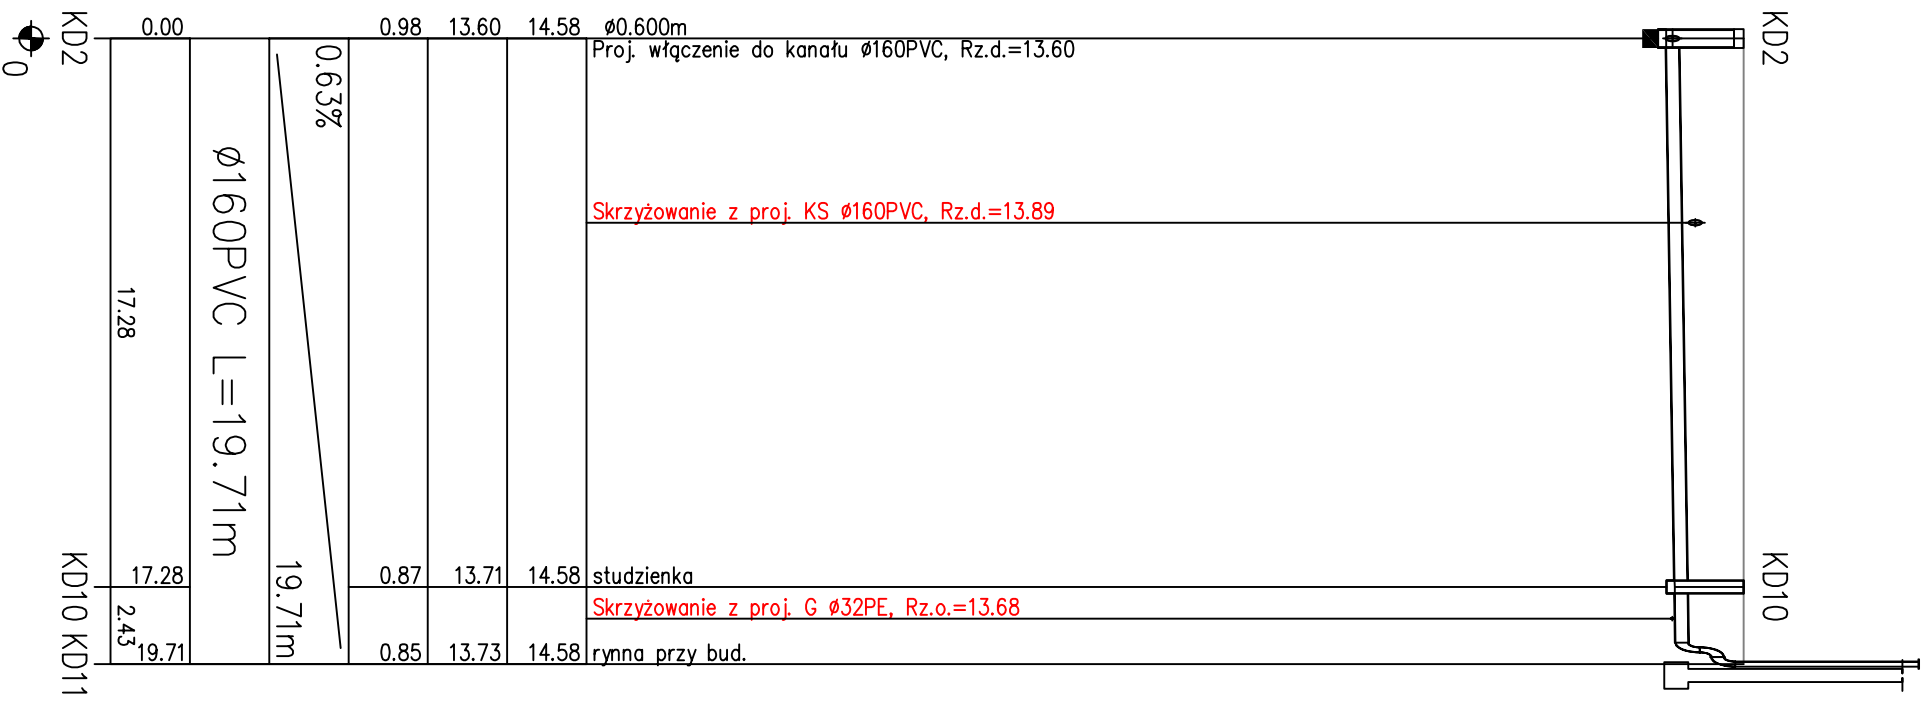 KD2
0.00
0.98
13.60
14.58
ø0.600m
Proj. włączenie do kanału ø160PVC, Rz.d.=13.60
KD2
0
0.63%
Skrzyżowanie z proj. KS ø160PVC, Rz.d.=13.89
17.28
ø160PVC L=19.71m
19.71m
KD10
17.28
0.87
13.71
14.58
studzienka
KD10
Skrzyżowanie z proj. G ø32PE, Rz.o.=13.68
2.43
KD11
19.71
0.85
13.73
14.58
rynna przy bud.